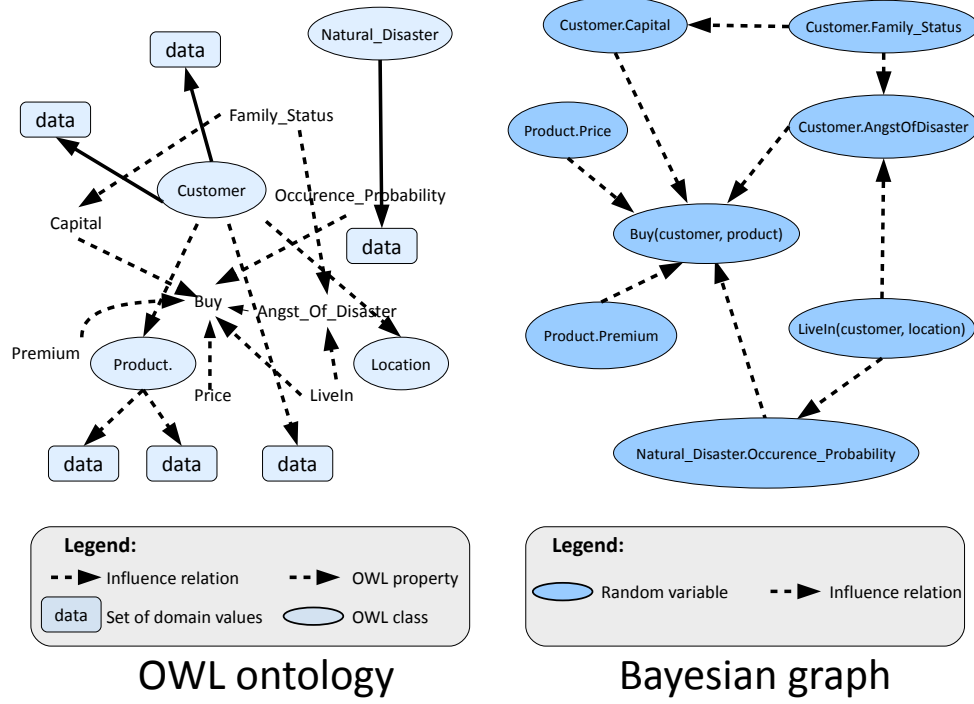 data
Natural_Disaster
data
Family_Status
Customer
Occurence_Probability
Capital
data
Buy
Angst_Of_Disaster
Premium
Product.
Location
Price
LiveIn
data
data
data
Legend:
Influence relation
OWL property
data
Set of domain values
OWL class
OWL ontology
Customer.Capital
Customer.Family_Status
Product.Price
Customer.AngstOfDisaster
Buy(customer, product)
Product.Premium
LiveIn(customer, location)
Natural_Disaster.Occurence_Probability
Legend:
Random variable
Influence relation
Bayesian graph